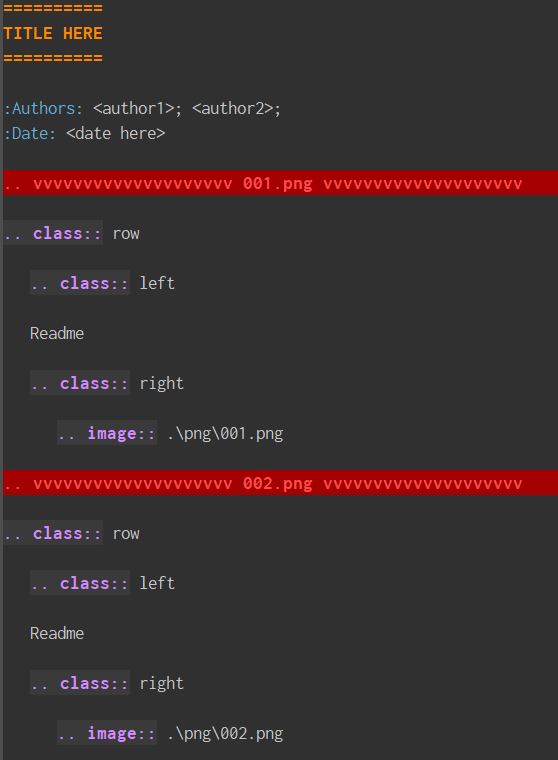 ==========
TITLE HERE
==========
:Authors: <author1>; <author2>;
:Date: <date here>
.. vvvvvvvvvvvvvvvvvvvv 001.png vvvvvvvvvvvvvvvvvvvv
.. class:: row
.. class:: left
Readme
.. class:: right
.. image:: .\png\001.png
.. vvvvvvvvvvvvvvvvvvvv 002.png vvvvvvvvvvvvvvvvvvvv
.. class:: row
.. class:: left
Readme
.. class:: right
.. image:: .\png\002.png